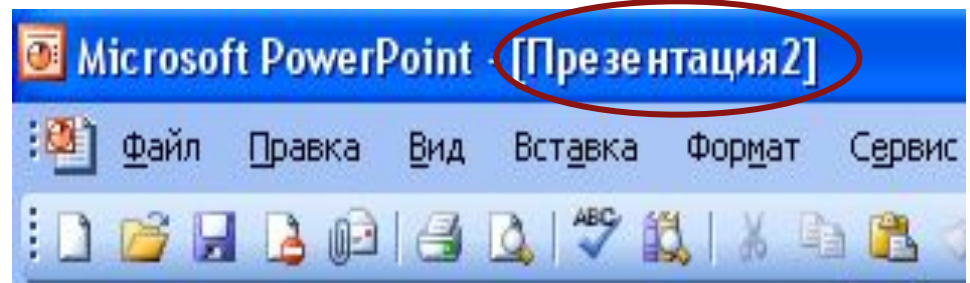 Microsoft PowerPoint - [Презентация2]
Файл Правка Вид Вставка Формат Сервис
ABC